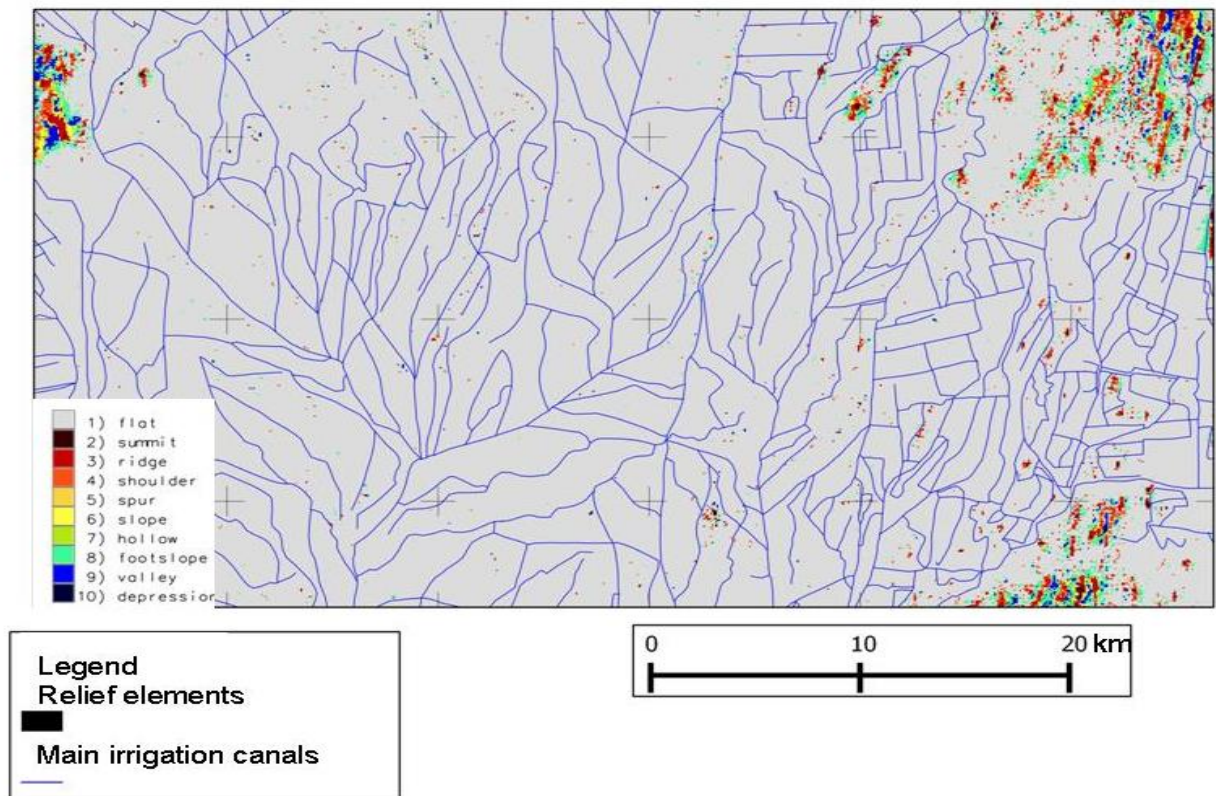 1) flat
2) summit
3) ridge
4) shoulder
5) spur
6) slope
7) hollow
8) footslope
9) valley
10) depression
Legend
Relief elements
Main irrigation canals
0 10 20 km